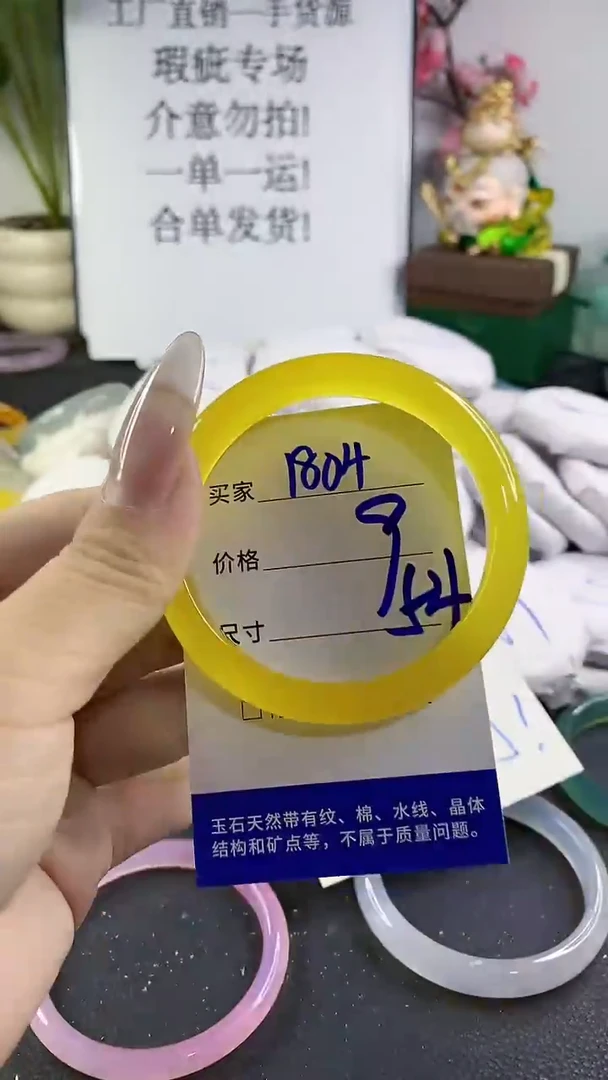 工厂直销一手货源
瑕疵专场
介意勿拍!
一单一运!
合单发货!
买家 1804
价格 9
尺寸 54
玉石天然带有纹、棉、水线、晶体
结构和矿点等，不属于质量问题。